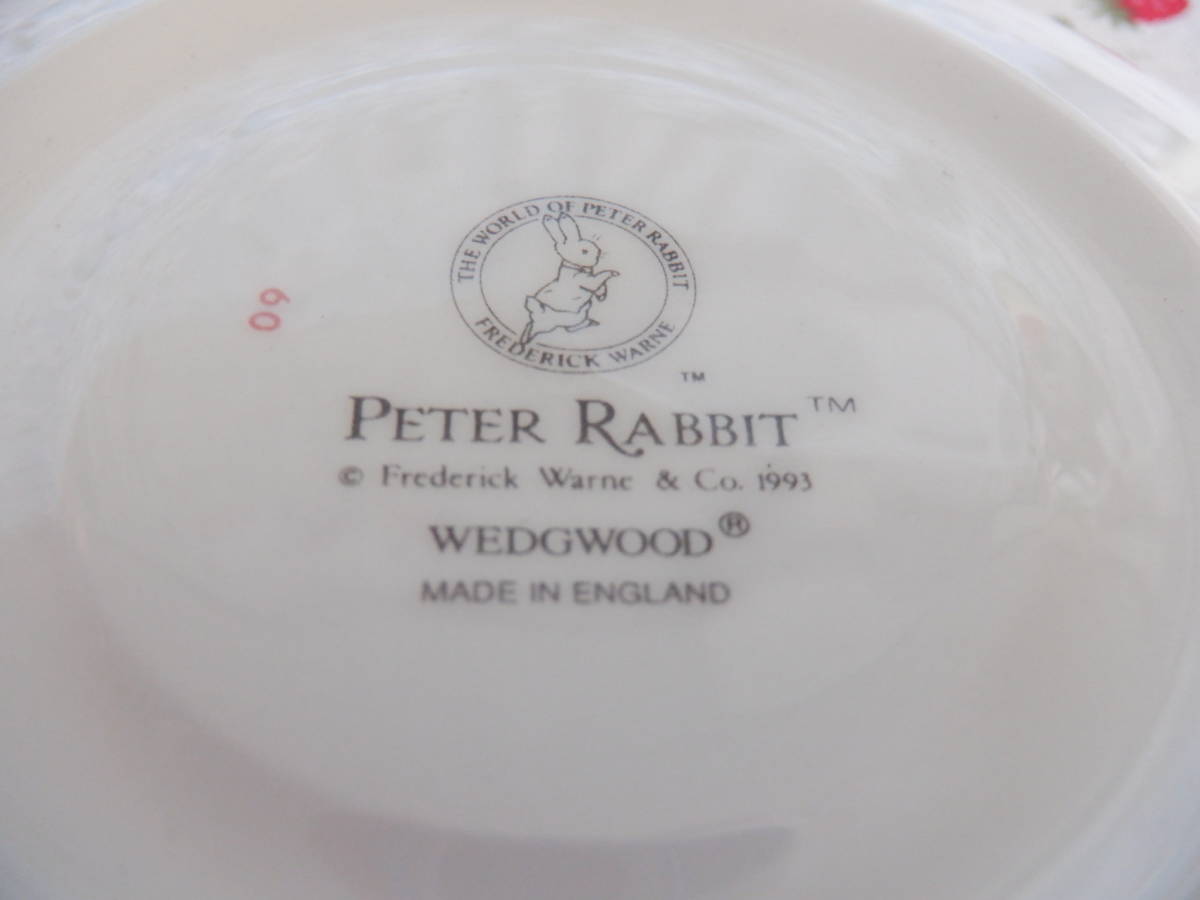 THE WORLD OF PETER RABBIT
FREDERICK WARNE
TM
PETER RABBIT™
© Frederick Warne & Co. 1993
WEDGWOOD®
MADE IN ENGLAND
60